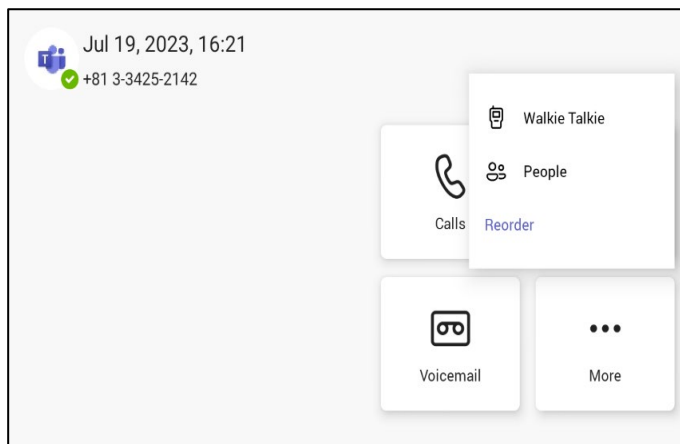 Jul 19, 2023, 16:21
+81 3-3425-2142
Walkie Talkie
People
Reorder
Calls
Voicemail
More